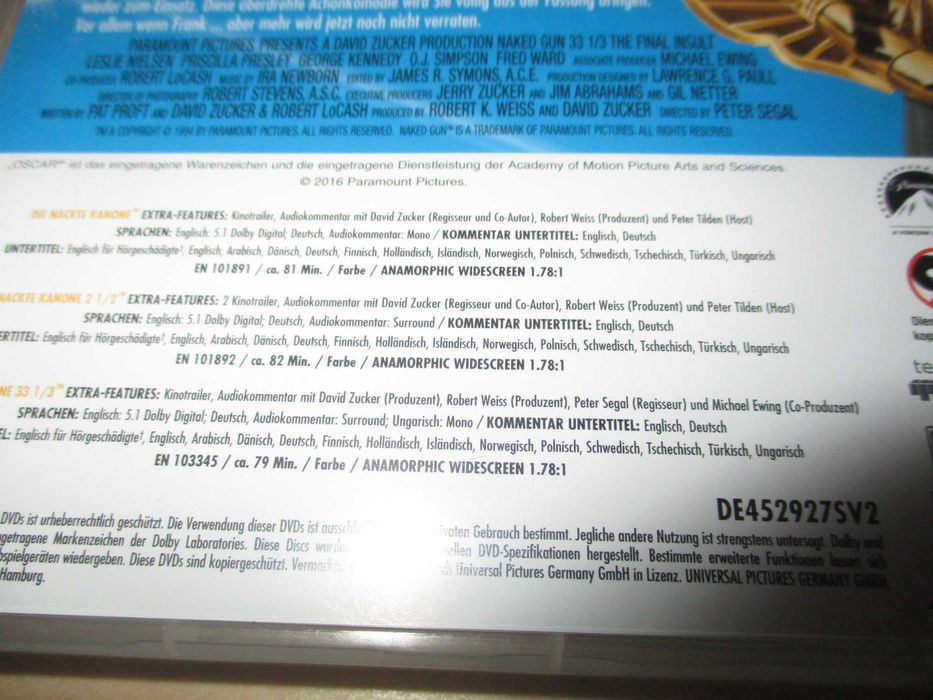 wieder zum Einsatz. Diese überdrehte Actionkomödie wird Sie völlig aus der Fassung bringen.
Vor allem wenn Frank ... aber mehr wird jetzt noch nicht verraten.
PARAMOUNT PICTURES PRESENTS A DAVID ZUCKER PRODUCTION NAKED GUN 33 1/3 THE FINAL INSULT
LESLIE NIELSEN PRISCILLA PRESLEY GEORGE KENNEDY O.J. SIMPSON FRED WARD ASSOCIATE PRODUCER MICHAEL EWING
CO-PRODUCER ROBERT LoCASH MUSIC BY IRA NEWBORN EDITED BY JAMES R. SYMONS, A.C.E. PRODUCTION DESIGNED BY LAWRENCE G. PAULL
DIRECTOR OF PHOTOGRAPHY ROBERT STEVENS, A.S.C. EXECUTIVE PRODUCERS JERRY ZUCKER AND JIM ABRAHAMS AND GIL NETTER
WRITTEN BY PAT PROFT AND DAVID ZUCKER & ROBERT LoCASH PRODUCED BY ROBERT K. WEISS AND DAVID ZUCKER DIRECTED BY PETER SEGAL
TM & COPYRIGHT © 1994 BY PARAMOUNT PICTURES. ALL RIGHTS RESERVED. NAKED GUN™ IS A TRADEMARK OF PARAMOUNT PICTURES. ALL RIGHTS RESERVED.
„OSCAR®" ist das eingetragene Warenzeichen und die eingetragene Dienstleistung der Academy of Motion Picture Arts and Sciences.
© 2016 Paramount Pictures.
DIE NACKTE KANONE™ EXTRA-FEATURES: Kinotrailer, Audiokommentar mit David Zucker (Regisseur und Co-Autor), Robert Weiss (Produzent) und Peter Tilden (Host)
SPRACHEN: Englisch: 5.1 Dolby Digital; Deutsch, Audiokommentar: Mono / KOMMENTAR UNTERTITEL: Englisch, Deutsch
UNTERTITEL: Englisch für Hörgeschädigte†, Englisch, Arabisch, Dänisch, Deutsch, Finnisch, Holländisch, Isländisch, Norwegisch, Polnisch, Schwedisch, Tschechisch, Türkisch, Ungarisch
EN 101891 / ca. 81 Min. / Farbe / ANAMORPHIC WIDESCREEN 1.78:1
NACKTE KANONE 2 1/2™ EXTRA-FEATURES: 2 Kinotrailer, Audiokommentar mit David Zucker (Regisseur und Co-Autor), Robert Weiss (Produzent) und Peter Tilden (Host)
SPRACHEN: Englisch: 5.1 Dolby Digital; Deutsch, Audiokommentar: Surround / KOMMENTAR UNTERTITEL: Englisch, Deutsch
ERTITEL: Englisch für Hörgeschädigte†, Englisch, Arabisch, Dänisch, Deutsch, Finnisch, Holländisch, Isländisch, Norwegisch, Polnisch, Schwedisch, Tschechisch, Türkisch, Ungarisch
EN 101892 / ca. 82 Min. / Farbe / ANAMORPHIC WIDESCREEN 1.78:1
NE 33 1/3™ EXTRA-FEATURES: Kinotrailer, Audiokommentar mit David Zucker (Produzent), Robert Weiss (Produzent), Peter Segal (Regisseur) und Michael Ewing (Co-Produzent)
SPRACHEN: Englisch: 5.1 Dolby Digital; Deutsch, Audiokommentar: Surround; Ungarisch: Mono / KOMMENTAR UNTERTITEL: Englisch, Deutsch
EL: Englisch für Hörgeschädigte†, Englisch, Arabisch, Dänisch, Deutsch, Finnisch, Holländisch, Isländisch, Norwegisch, Polnisch, Schwedisch, Tschechisch, Türkisch, Ungarisch
EN 103345 / ca. 79 Min. / Farbe / ANAMORPHIC WIDESCREEN 1.78:1
DE452927SV2
DVDs ist urheberrechtlich geschützt. Die Verwendung dieser DVDs ist ausschlie vaten Gebrauch bestimmt. Jegliche andere Nutzung ist strengstens untersagt. Dolby und
getragene Markenzeichen der Dolby Laboratories. Diese Discs wurden ellen DVD-Spezifikationen hergestellt. Bestimmte erweiterte Funktionen lassen sich
bspielgeräten wiedergeben. Diese DVDs sind kopiergeschützt. Vermark ch Universal Pictures Germany GmbH in Lizenz. UNIVERSAL PICTURES GERMANY GMBH,
Hamburg.
Dies
kop
te